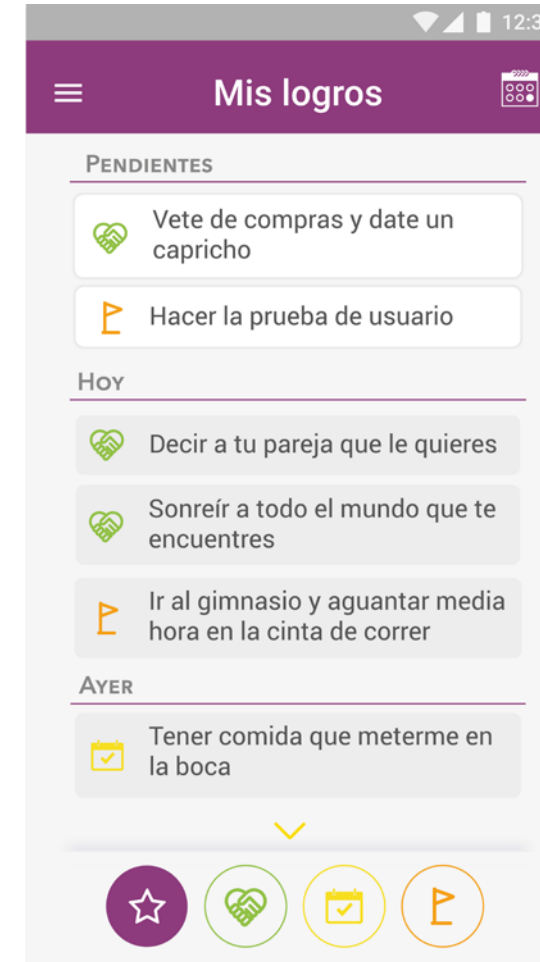 12:3
Mis logros
PENDIENTES
Vete de compras y date un
capricho
Hacer la prueba de usuario
HOY
Decir a tu pareja que le quieres
Sonreír a todo el mundo que te
encuentres
Ir al gimnasio y aguantar media
hora en la cinta de correr
AYER
Tener comida que meterme en
la boca